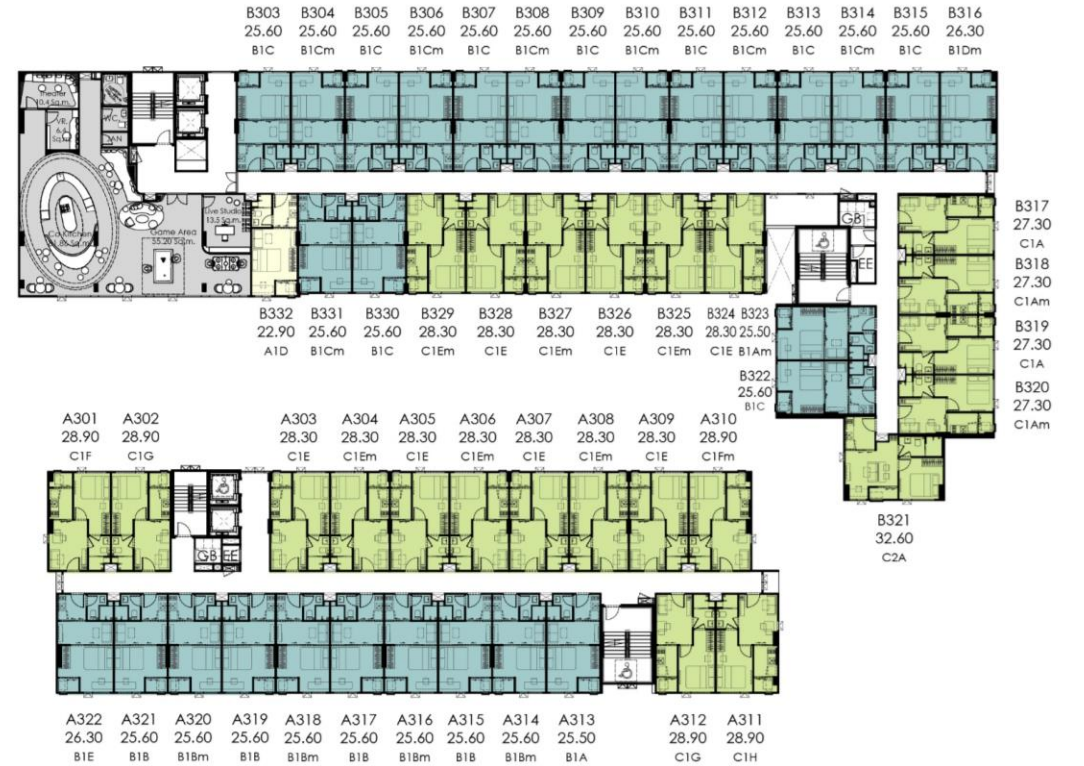 B303 B304 B305 B306 B307 B308 B309 B310 B311 B312 B313 B314 B315 B316
25.60 25.60 25.60 25.60 25.60 25.60 25.60 25.60 25.60 25.60 25.60 25.60 25.60 26.30
B1C B1Cm B1C B1Cm B1C B1Cm B1C B1Cm B1C B1Cm B1C B1Cm B1C B1Dm
Theater
10.4 Sq.m.
VR.
6.6
Sq.m.
WC.
Live Studio
13.5 Sq.m.
Co Kitchen
Game Area
55.20 Sq.m.
GB
EE
B317
27.30
C1A
B318
27.30
C1Am
B319
27.30
C1A
B320
27.30
C1Am
B332 B331 B330 B329 B328 B327 B326 B325 B324 B323
22.90 25.60 25.60 28.30 28.30 28.30 28.30 28.30 28.30 25.50
A1D B1Cm B1C C1Em C1E C1Em C1E C1Em C1E B1Am
B322
25.60
B1C
B321
32.60
C2A
A301 A302 A303 A304 A305 A306 A307 A308 A309 A310
28.90 28.90 28.30 28.30 28.30 28.30 28.30 28.30 28.30 28.90
C1F C1G C1E C1Em C1E C1Em C1E C1Em C1E C1Fm
GB EE
A322 A321 A320 A319 A318 A317 A316 A315 A314 A313 A312 A311
26.30 25.60 25.60 25.60 25.60 25.60 25.60 25.60 25.60 25.50 28.90 28.90
B1E B1B B1Bm B1B B1Bm B1B B1Bm B1B B1Bm B1A C1G C1H